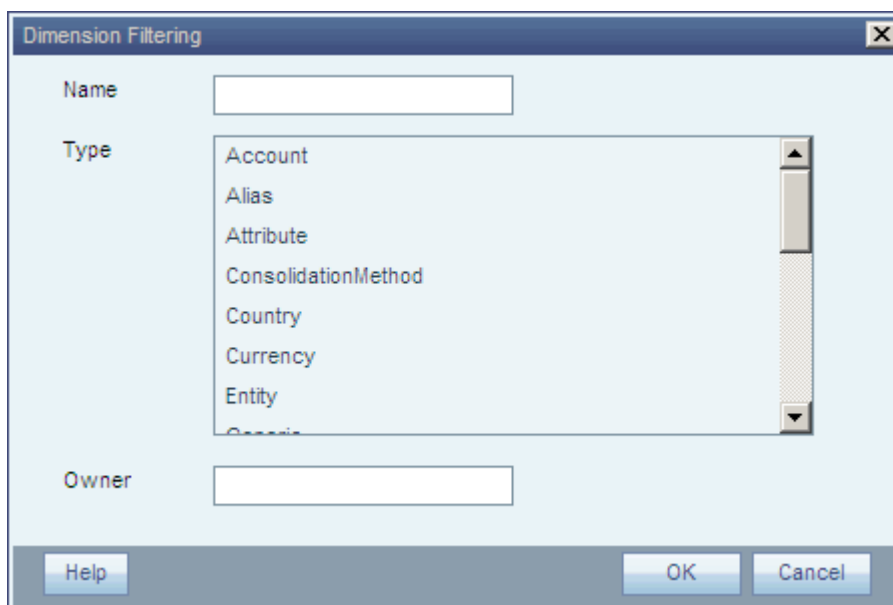 Dimension Filtering
Name
Type
Account
Alias
Attribute
ConsolidationMethod
Country
Currency
Entity
Owner
Help
OK
Cancel